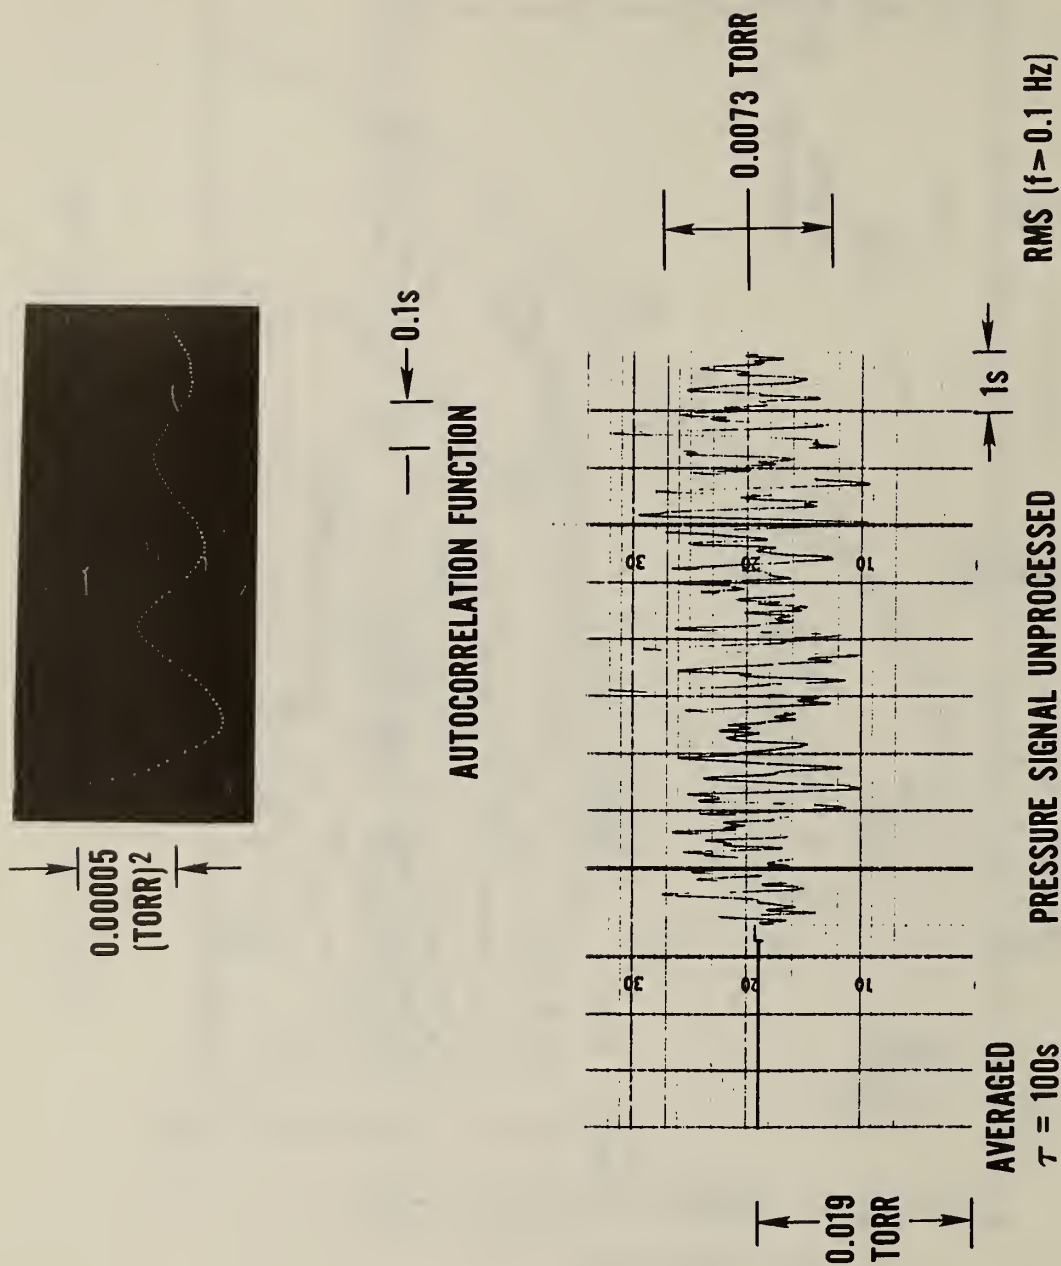 0.00005
(TORR)²
0.1s
AUTOCORRELATION FUNCTION
0.0073 TORR
RMS (f > 0.1 Hz)
30
20
10
30
20
10
1s
0.019
TORR
AVERAGED
τ = 100s
PRESSURE SIGNAL UNPROCESSED